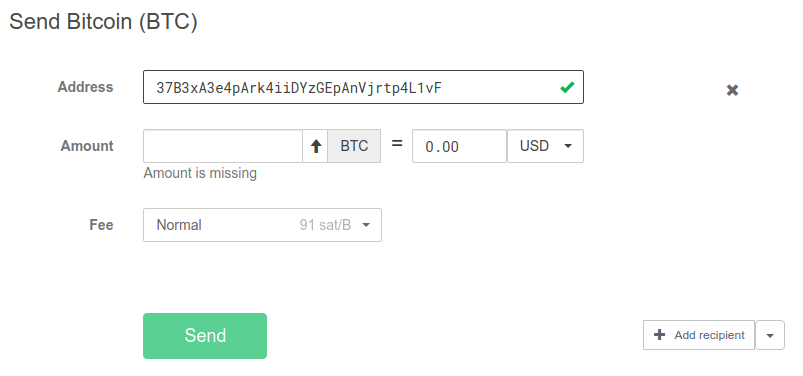 Send Bitcoin (BTC)
Address 37B3xA3e4pArk4iiDYzGEpAnVjrtp4L1vF
Amount BTC = 0.00 USD
Amount is missing
Fee Normal 91 sat/B
Send Add recipient